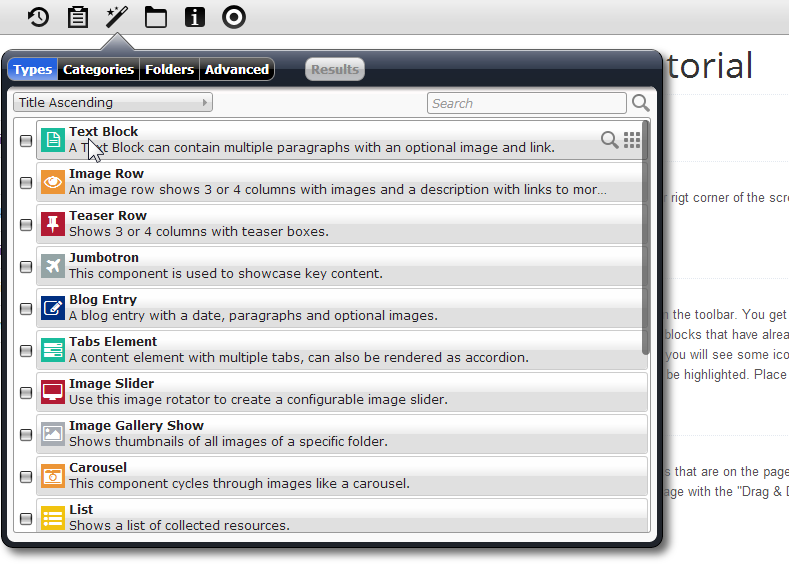 torial
Types Categories Folders Advanced Results
Title Ascending Search
Text Block
A Text Block can contain multiple paragraphs with an optional image and link.
Image Row
An image row shows 3 or 4 columns with images and a description with links to mor...
r rigt corner of the scre
Teaser Row
Shows 3 or 4 columns with teaser boxes.
Jumbotron
This component is used to showcase key content.
Blog Entry
A blog entry with a date, paragraphs and optional images.
n the toolbar. You get
blocks that have alrea
Tabs Element
A content element with multiple tabs, can also be rendered as accordion.
you will see some ico
be highlighted. Place
Image Slider
Use this image rotator to create a configurable image slider.
Image Gallery Show
Shows thumbnails of all images of a specific folder.
Carousel
This component cycles through images like a carousel.
s that are on the page
age with the "Drag & D
List
Shows a list of collected resources.